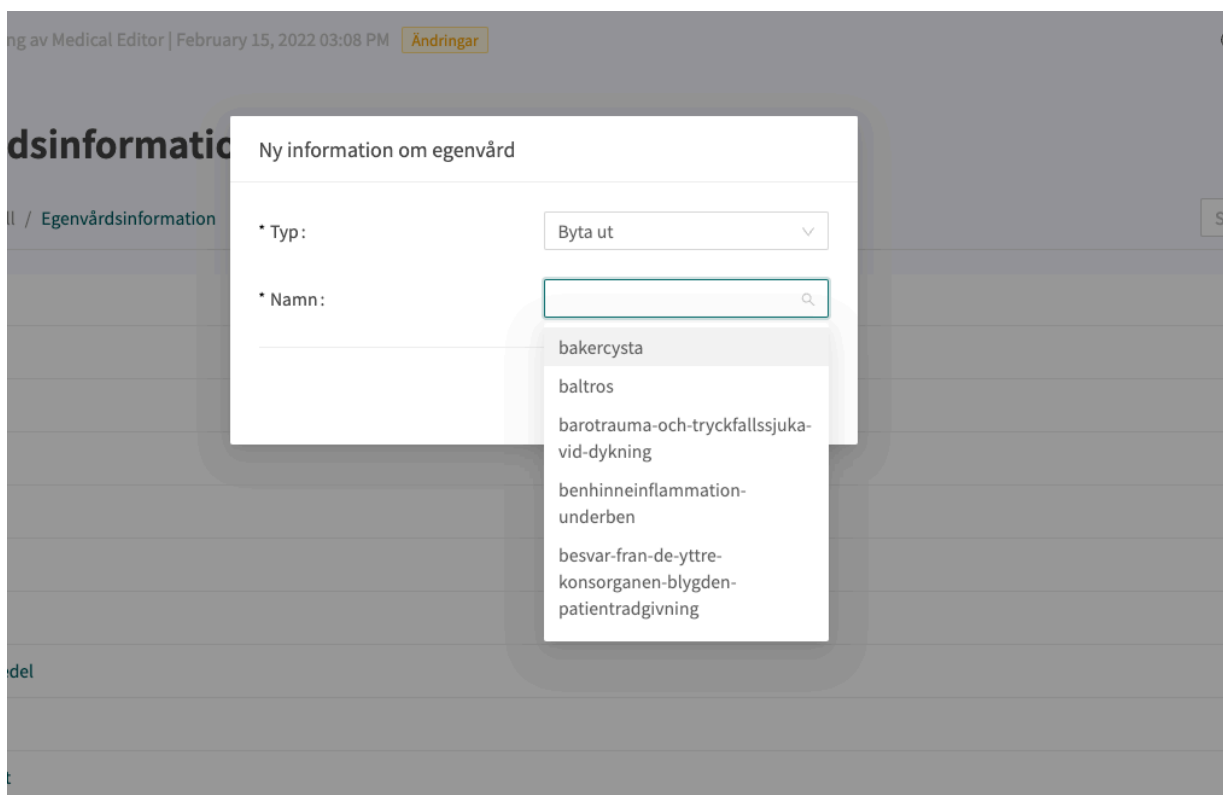 ng av Medical Editor | February 15, 2022 03:08 PM Ändringar
dsinformatio
Ny information om egenvård
ll / Egenvårdsinformation
* Typ :
Byta ut
S
* Namn :
bakercysta
baltros
barotrauma-och-tryckfallssjuka-
vid-dykning
benhinneinflammation-
underben
besvar-fran-de-yttre-
konsorganen-blygden-
patientradgivning
edel
t